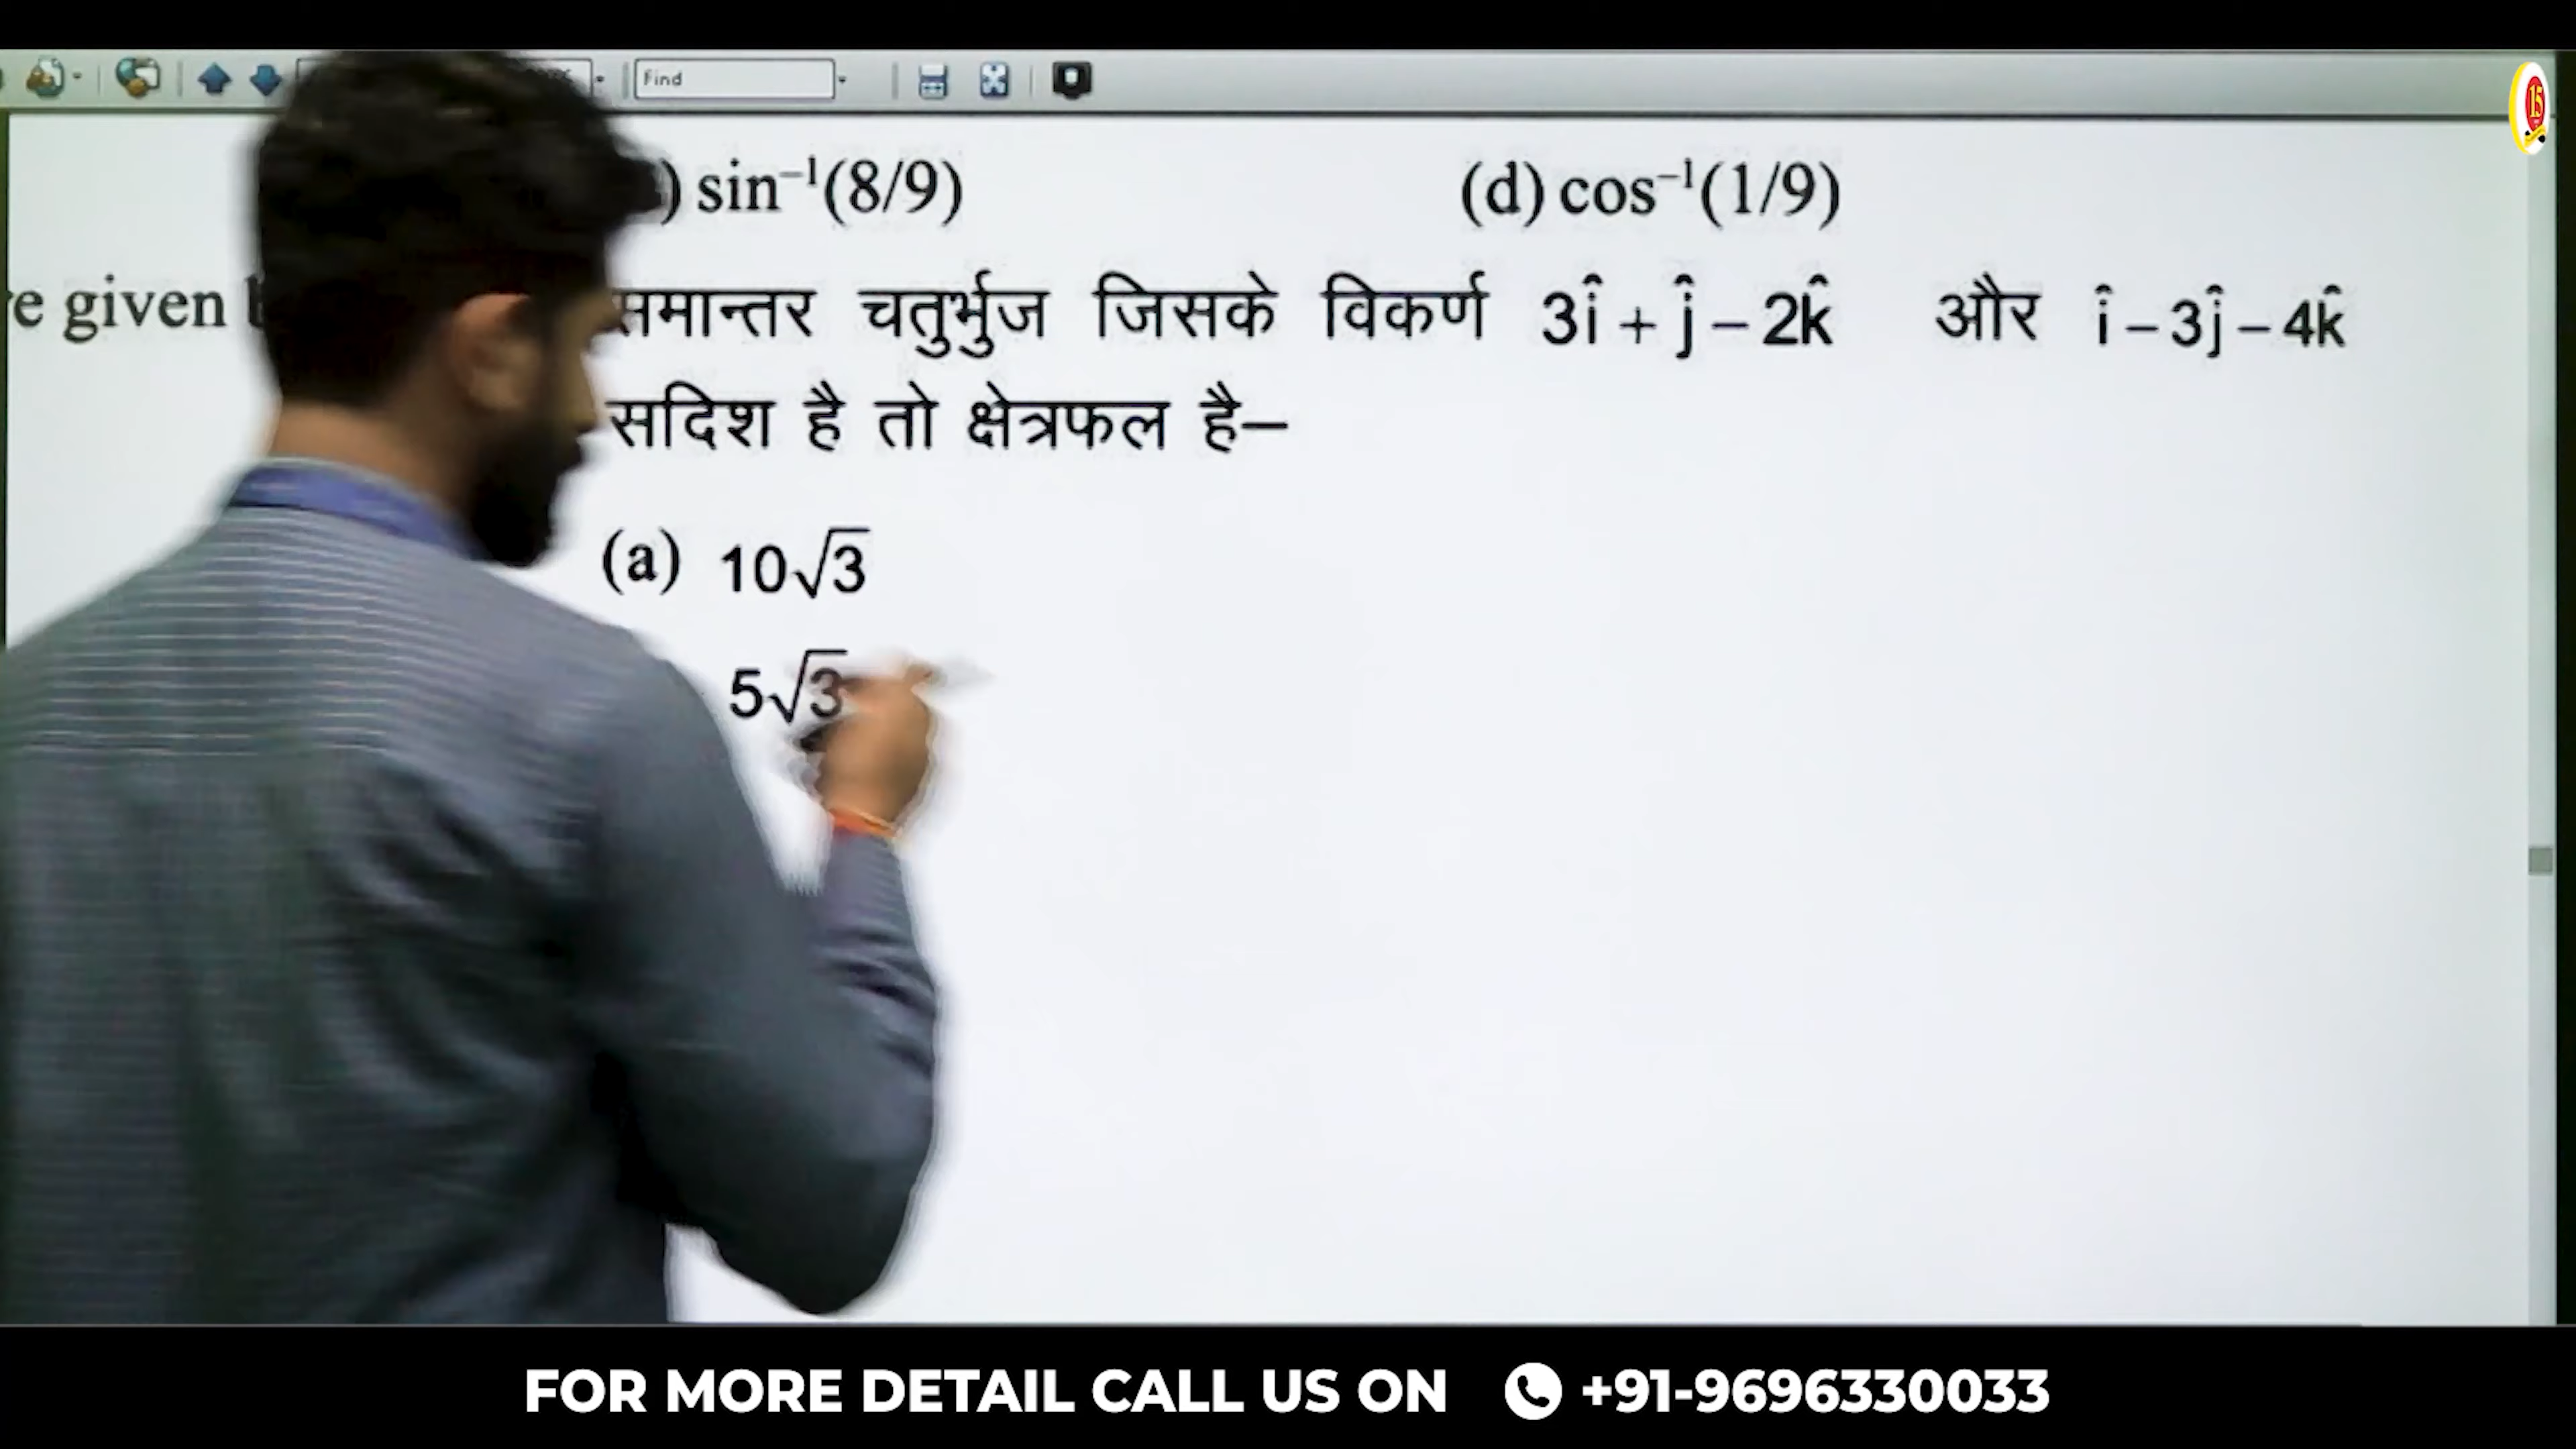 Find
15
) sin⁻¹(8/9)
(d) cos⁻¹(1/9)
given
समान्तर चतुर्भुज जिसके विकर्ण 3î + ĵ – 2k̂ और î – 3ĵ – 4k̂
सदिश है तो क्षेत्रफल है–
(a) 10√3
5√3
FOR MORE DETAIL CALL US ON +91-9696330033